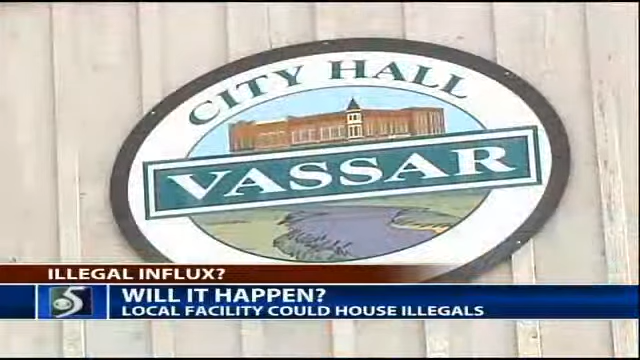 CITY HALL
VASSAR
ILLEGAL INFLUX?
5
WILL IT HAPPEN?
LOCAL FACILITY COULD HOUSE ILLEGALS